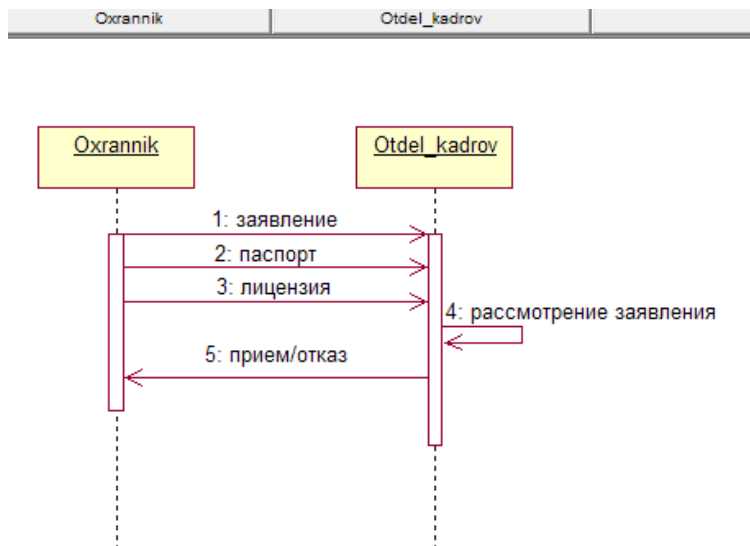 Oxrannik
Otdel_kadrov
Oxrannik
Otdel_kadrov
1: заявление
2: паспорт
3: лицензия
4: рассмотрение заявления
5: прием/отказ